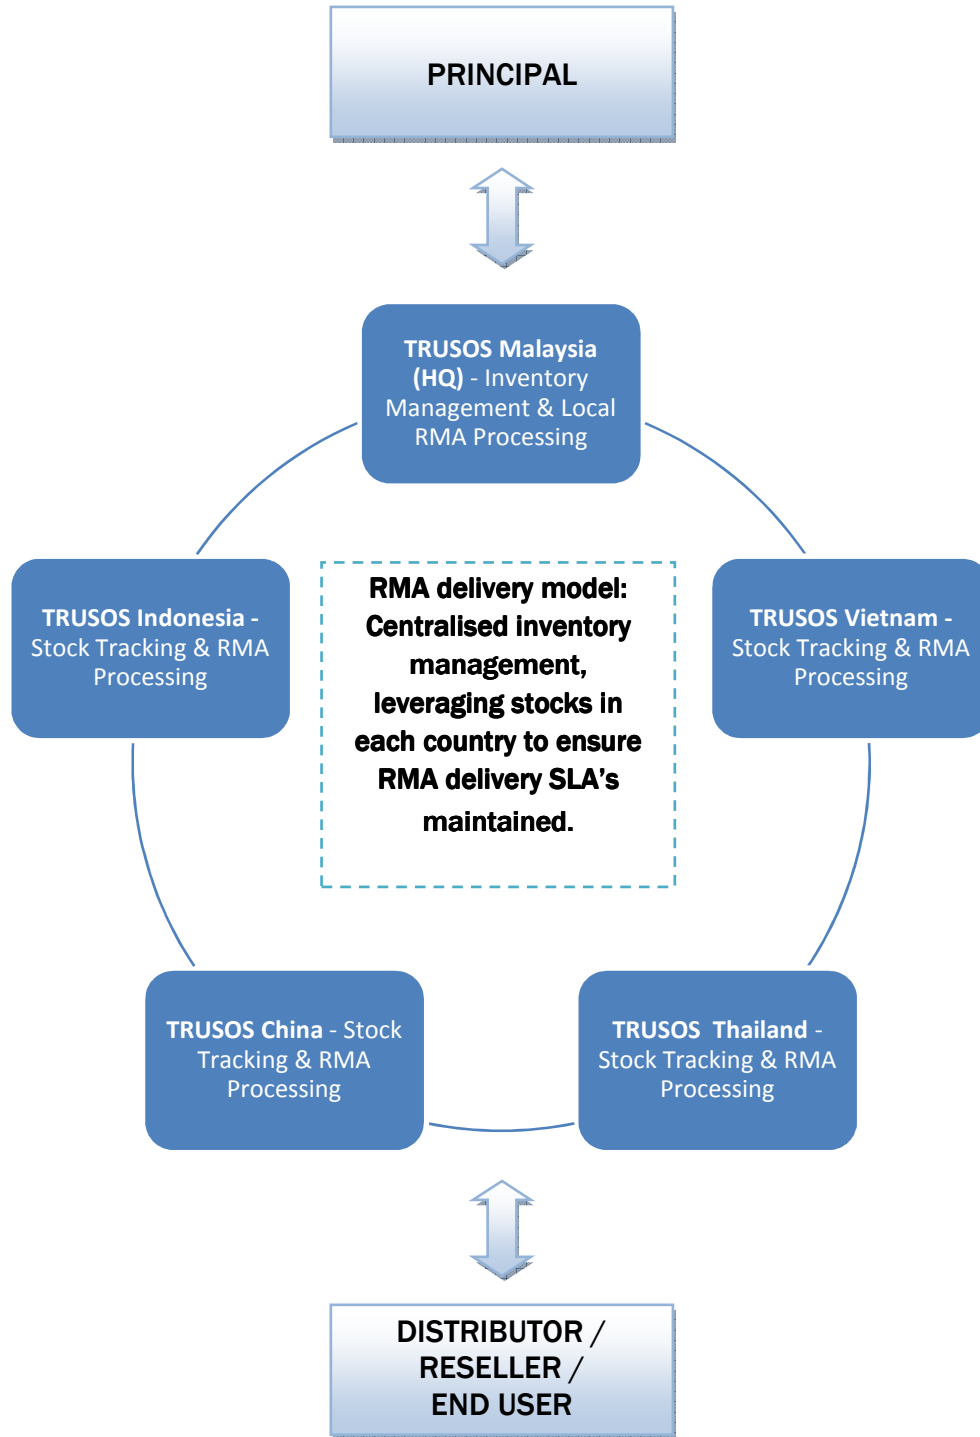 PRINCIPAL
TRUSOS Malaysia
(HQ) - Inventory
Management & Local
RMA Processing
TRUSOS Indonesia -
Stock Tracking & RMA
Processing
RMA delivery model:
Centralised inventory
management,
leveraging stocks in
each country to ensure
RMA delivery SLA's
maintained.
TRUSOS Vietnam -
Stock Tracking & RMA
Processing
TRUSOS China - Stock
Tracking & RMA
Processing
TRUSOS  Thailand -
Stock Tracking & RMA
Processing
DISTRIBUTOR /
RESELLER /
END USER